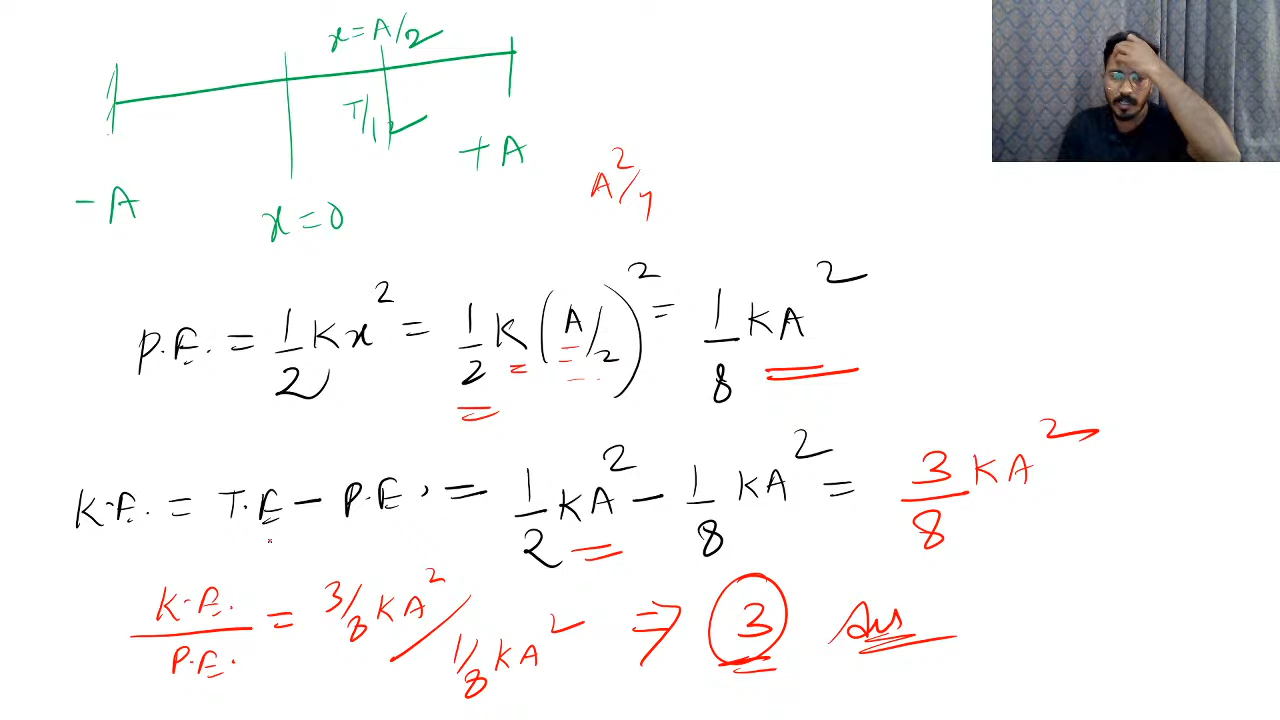 x = A/2
T/12
- A
+ A
x = 0
A²/4
P.E. = 1/2 Kx² = 1/2 K (A/2)² = 1/8 KA²
K.E. = T.E - P.E. = 1/2 KA² - 1/8 KA² = 3/8 KA²
K.E./P.E. = 3/8 KA² / 1/8 KA² ⇒ 3 Ans